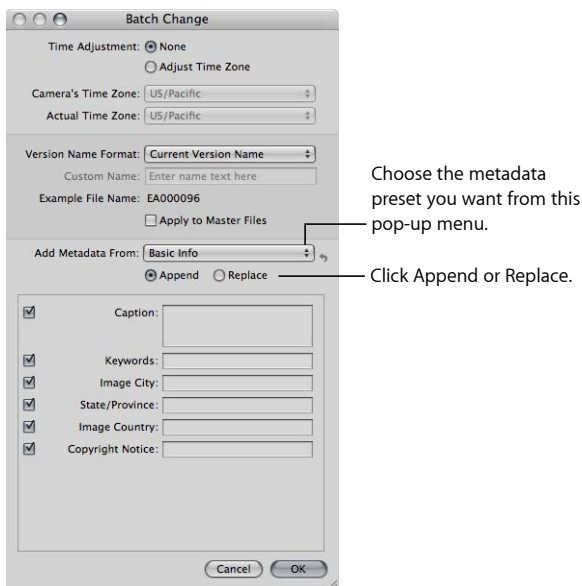 Batch Change
Time Adjustment: None
Adjust Time Zone
Camera's Time Zone: US/Pacific
Actual Time Zone: US/Pacific
Version Name Format: Current Version Name
Custom Name: Enter name text here
Example File Name: EA000096
Apply to Master Files
Add Metadata From: Basic Info
Append Replace
Caption:
Keywords:
Image City:
State/Province:
Image Country:
Copyright Notice:
Cancel OK
Choose the metadata
preset you want from this
pop-up menu.
Click Append or Replace.